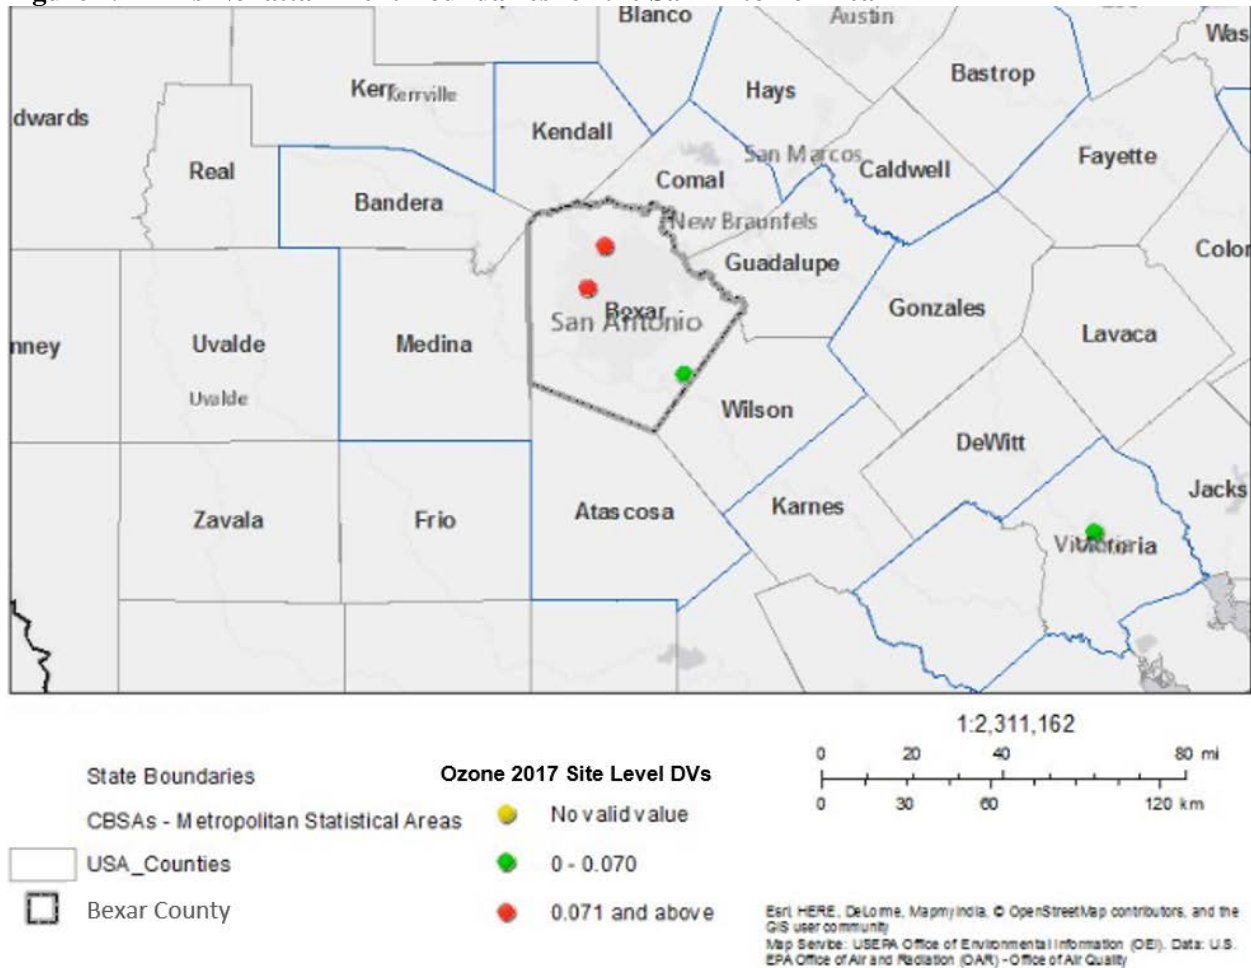 Blanco
Austin
Was
Bastrop
Kerr
Kerrville
Hays
dwards
Kendall
San Marcos
Fayette
Real
Caldwell
Comal
Bandera
New Braunfels
Guadalupe
Color
Bexar
San Antonio
Gonzales
Lavaca
nney
Uvalde
Medina
Uvalde
Wilson
DeWitt
Jacks
Karnes
Zavala
Frio
Atascosa
Victoria
Victoria
1:2,311,162
0 20 40 80 mi
0 30 60 120 km
State Boundaries
CBSAs - Metropolitan Statistical Areas
USA_Counties
Bexar County
Ozone 2017 Site Level DVs
No valid value
0 - 0.070
0.071 and above
Esri, HERE, DeLorme, MapmyIndia, © OpenStreetMap contributors, and the
GIS user community
Map Service: USEPA Office of Environmental Information (OEI). Data: U.S.
EPA Office of Air and Radiation (OAR) - Office of Air Quality